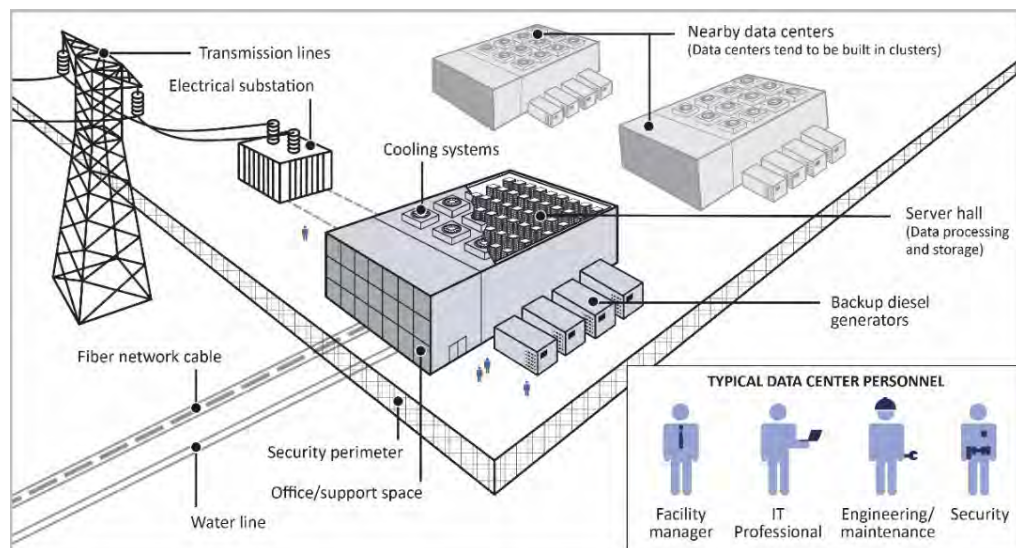 Transmission lines
Electrical substation
Cooling systems
Nearby data centers
(Data centers tend to be built in clusters)
Server hall
(Data processing
and storage)
Backup diesel
generators
Fiber network cable
Security perimeter
Office/support space
Water line
TYPICAL DATA CENTER PERSONNEL
Facility
manager
IT
Professional
Engineering/
maintenance
Security